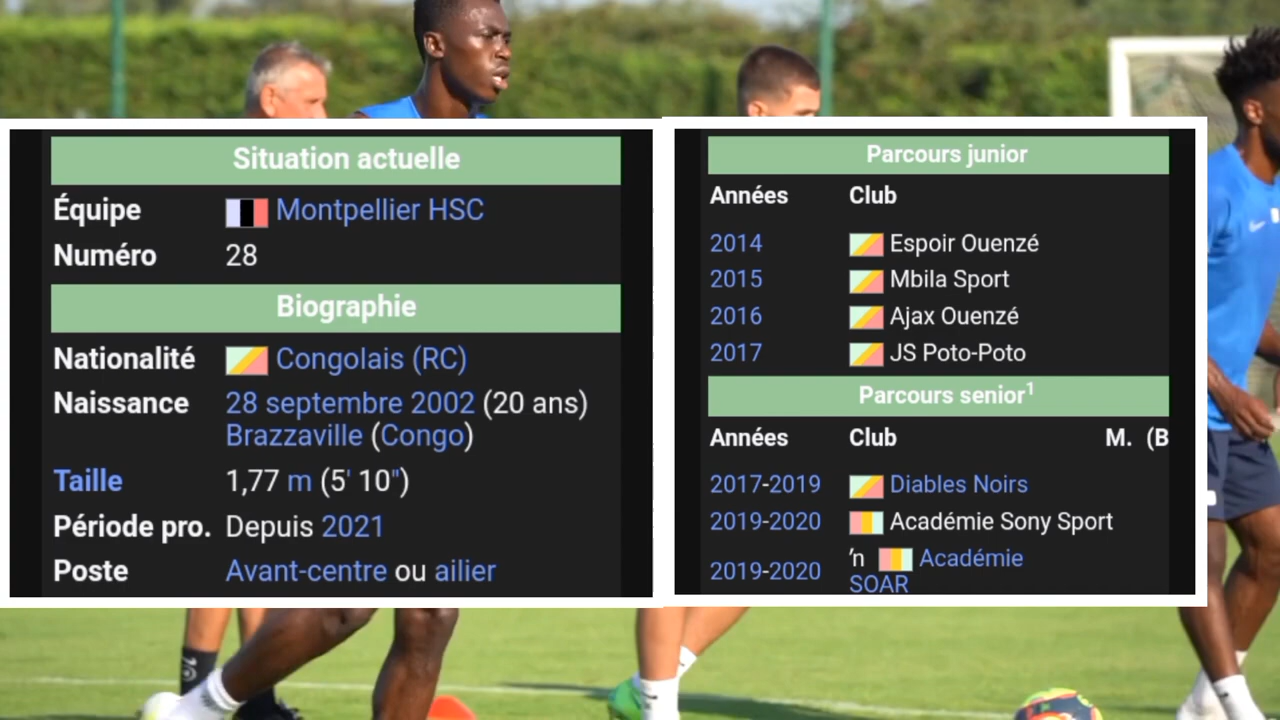 Situation actuelle
Équipe Montpellier HSC
Numéro 28
Biographie
Nationalité Congolais (RC)
Naissance 28 septembre 2002 (20 ans)
Brazzaville (Congo)
Taille 1,77 m (5' 10")
Période pro. Depuis 2021
Poste Avant-centre ou ailier
Parcours junior
Années Club
2014 Espoir Ouenzé
2015 Mbila Sport
2016 Ajax Ouenzé
2017 JS Poto-Poto
Parcours senior¹
Années Club M. (B
2017-2019 Diables Noirs
2019-2020 Académie Sony Sport
2019-2020 ’n Académie
SOAR